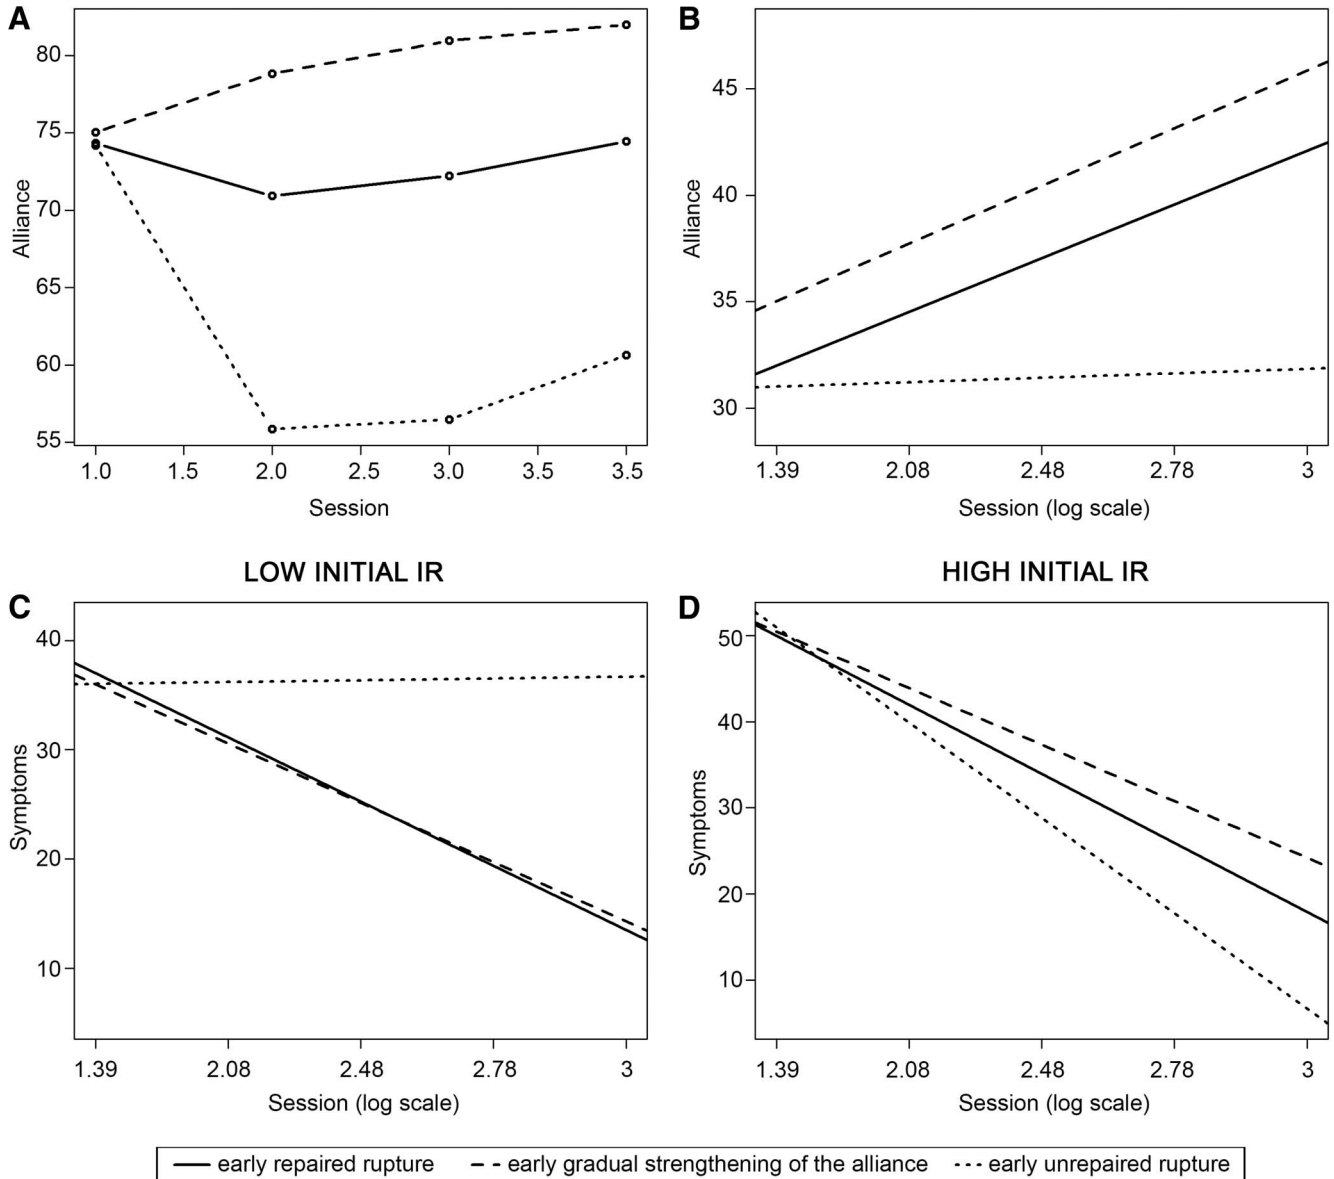 A
B
80
75
70
65
60
55
Alliance
1.0 1.5 2.0 2.5 3.0 3.5 3.5
Session
45
40
35
30
Alliance
1.39 2.08 2.48 2.78 3
Session (log scale)
LOW INITIAL IR
HIGH INITIAL IR
C
D
40
30
20
10
Symptoms
1.39 2.08 2.48 2.78 3
Session (log scale)
50
40
30
20
10
Symptoms
1.39 2.08 2.48 2.78 3
Session (log scale)
early repaired rupture early gradual strengthening of the alliance early unrepaired rupture